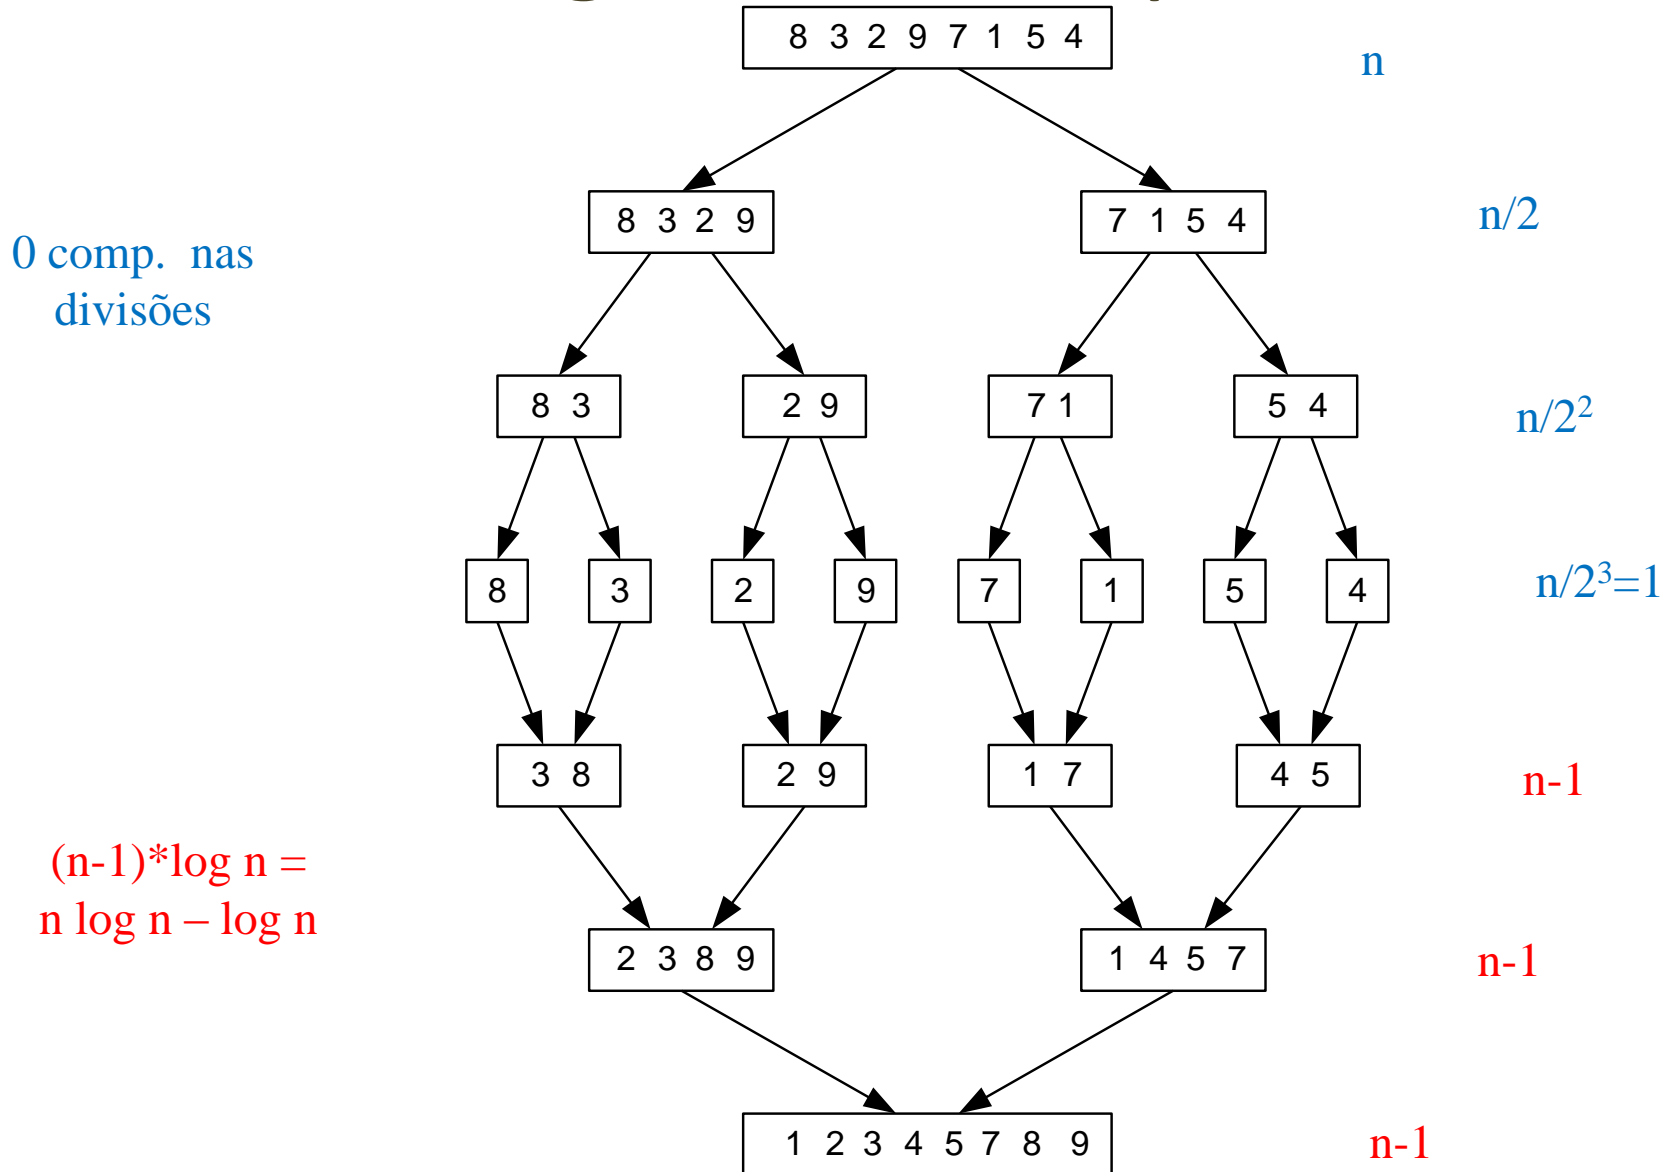 8 3 2 9 7 1 5 4
n
8 3 2 9
7 1 5 4
n/2
0 comp. nas
divisões
8 3
2 9
7 1
5 4
n/2²
8
3
2
9
7
1
5
4
n/2³=1
3 8
2 9
1 7
4 5
n-1
(n-1)*log n =
n log n – log n
2 3 8 9
1 4 5 7
n-1
1 2 3 4 5 7 8 9
n-1